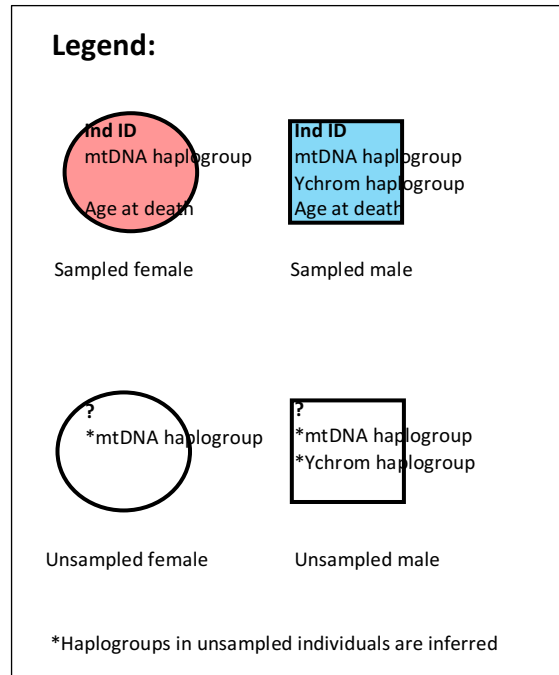 Legend:
Ind ID
mtDNA haplogroup
Age at death
Ind ID
mtDNA haplogroup
Ychrom haplogroup
Age at death
Sampled female
Sampled male
?
*mtDNA haplogroup
?
*mtDNA haplogroup
*Ychrom haplogroup
Unsampled female
Unsampled male
*Haplogroups in unsampled individuals are inferred